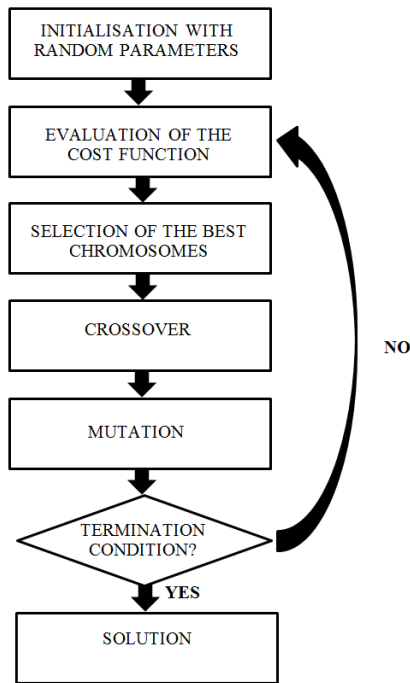 INITIALISATION WITH
RANDOM PARAMETERS
EVALUATION OF THE
COST FUNCTION
SELECTION OF THE BEST
CHROMOSOMES
CROSSOVER
NO
MUTATION
TERMINATION
CONDITION?
YES
SOLUTION